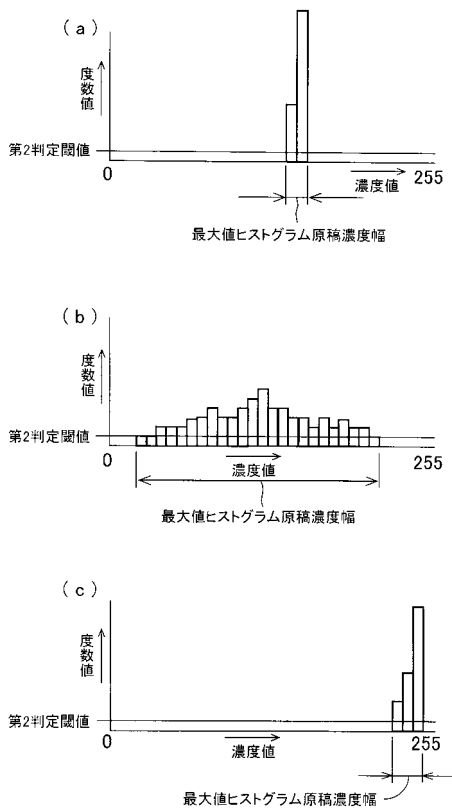 (a)
度数値
第2判定閾値
0
255
濃度値
最大値ヒストグラム原稿濃度幅
(b)
度数値
第2判定閾値
0
255
濃度値
最大値ヒストグラム原稿濃度幅
(c)
度数値
第2判定閾値
0
255
濃度値
最大値ヒストグラム原稿濃度幅